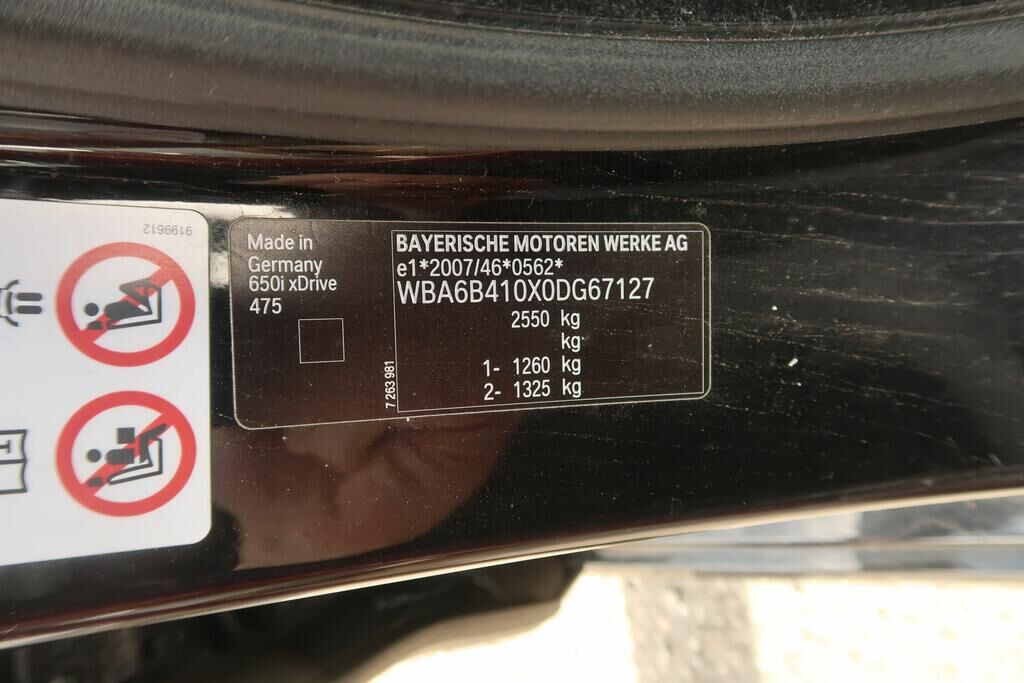 9199612
Made in
Germany
650i xDrive
475
7 263 981
BAYERISCHE MOTOREN WERKE AG
e1*2007/46*0562*
WBA6B410X0DG67127
2550 kg
kg
1- 1260 kg
2- 1325 kg